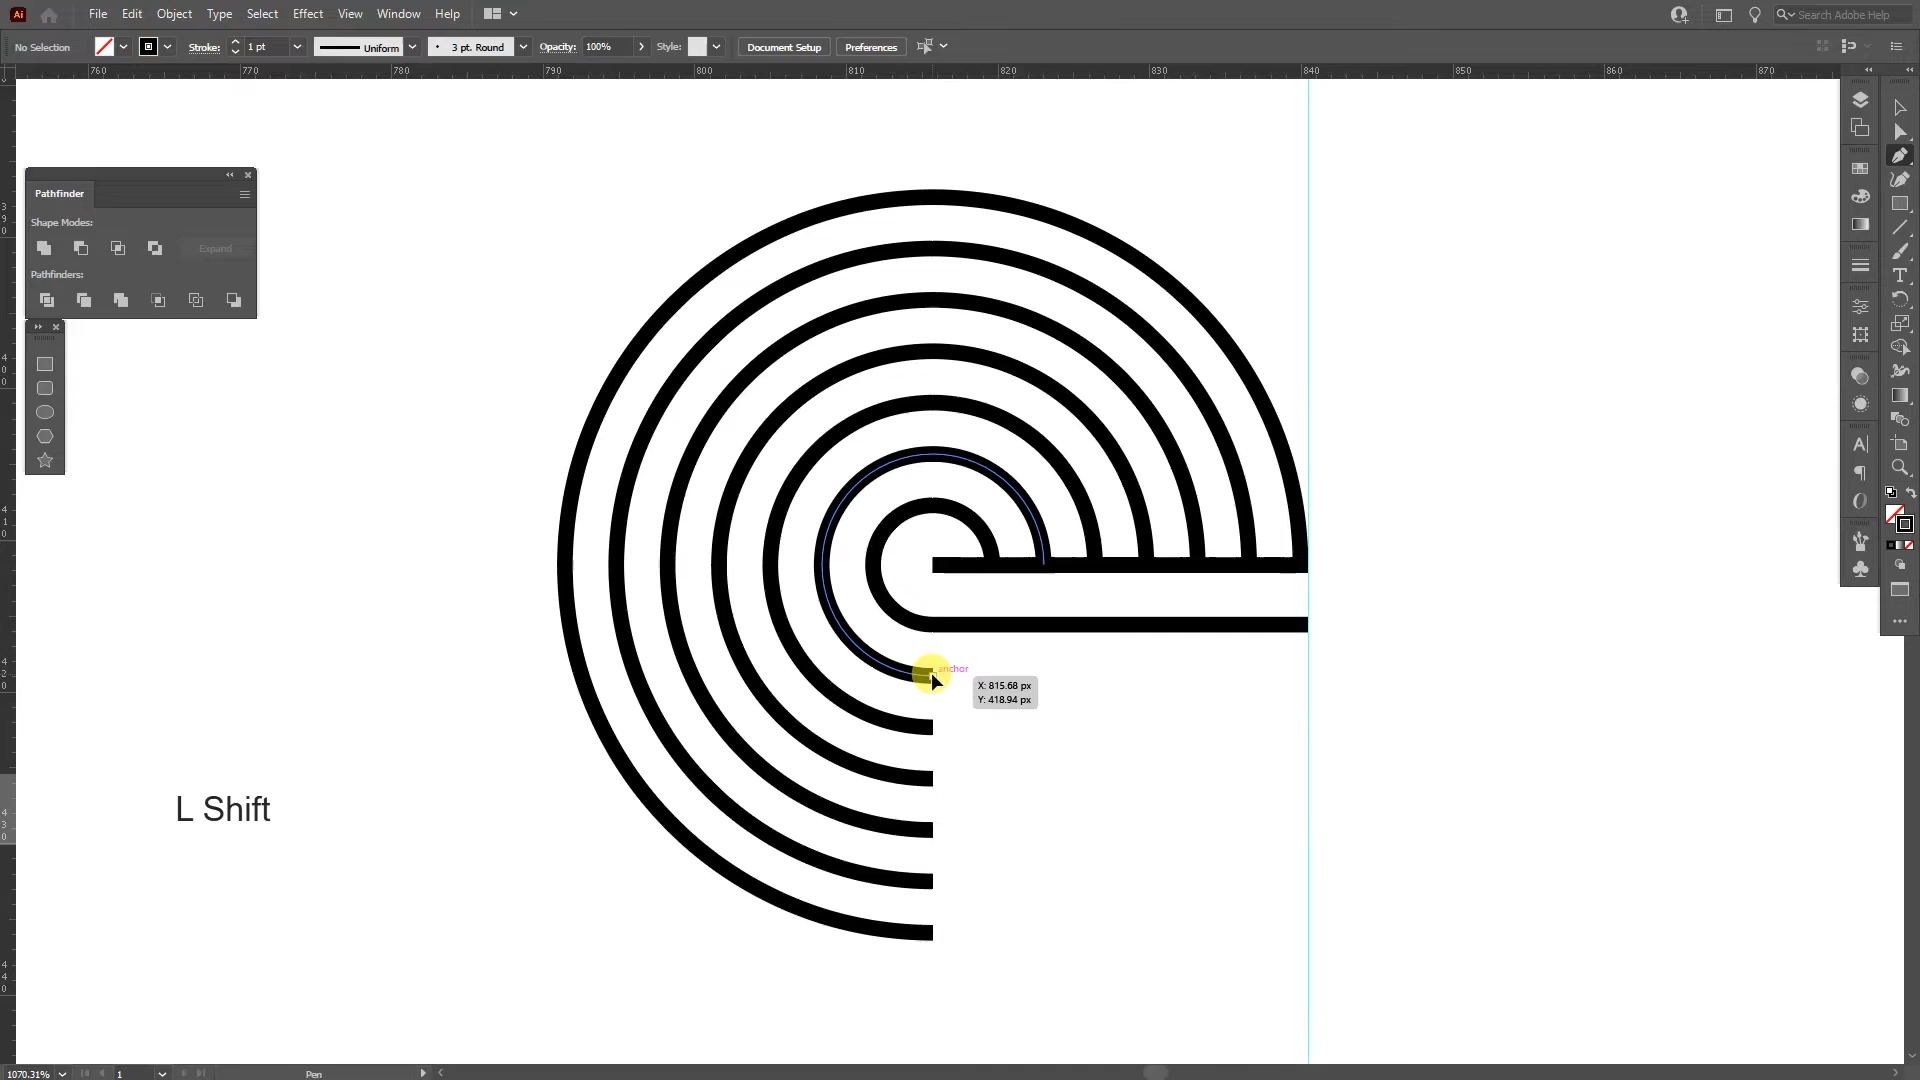 Ai File Edit Object Type Select Effect View Window Help Search Adobe Help
No Selection Stroke: 1 pt Uniform 3 pt. Round Opacity: 100% Style: Document Setup Preferences
760 770 780 790 800 810 820 830 840 850 860 870
Pathfinder
Shape Modes:
Expand
Pathfinders:
anchor
X: 815.68 px
Y: 418.94 px
L Shift
1070.31% 1 Pen